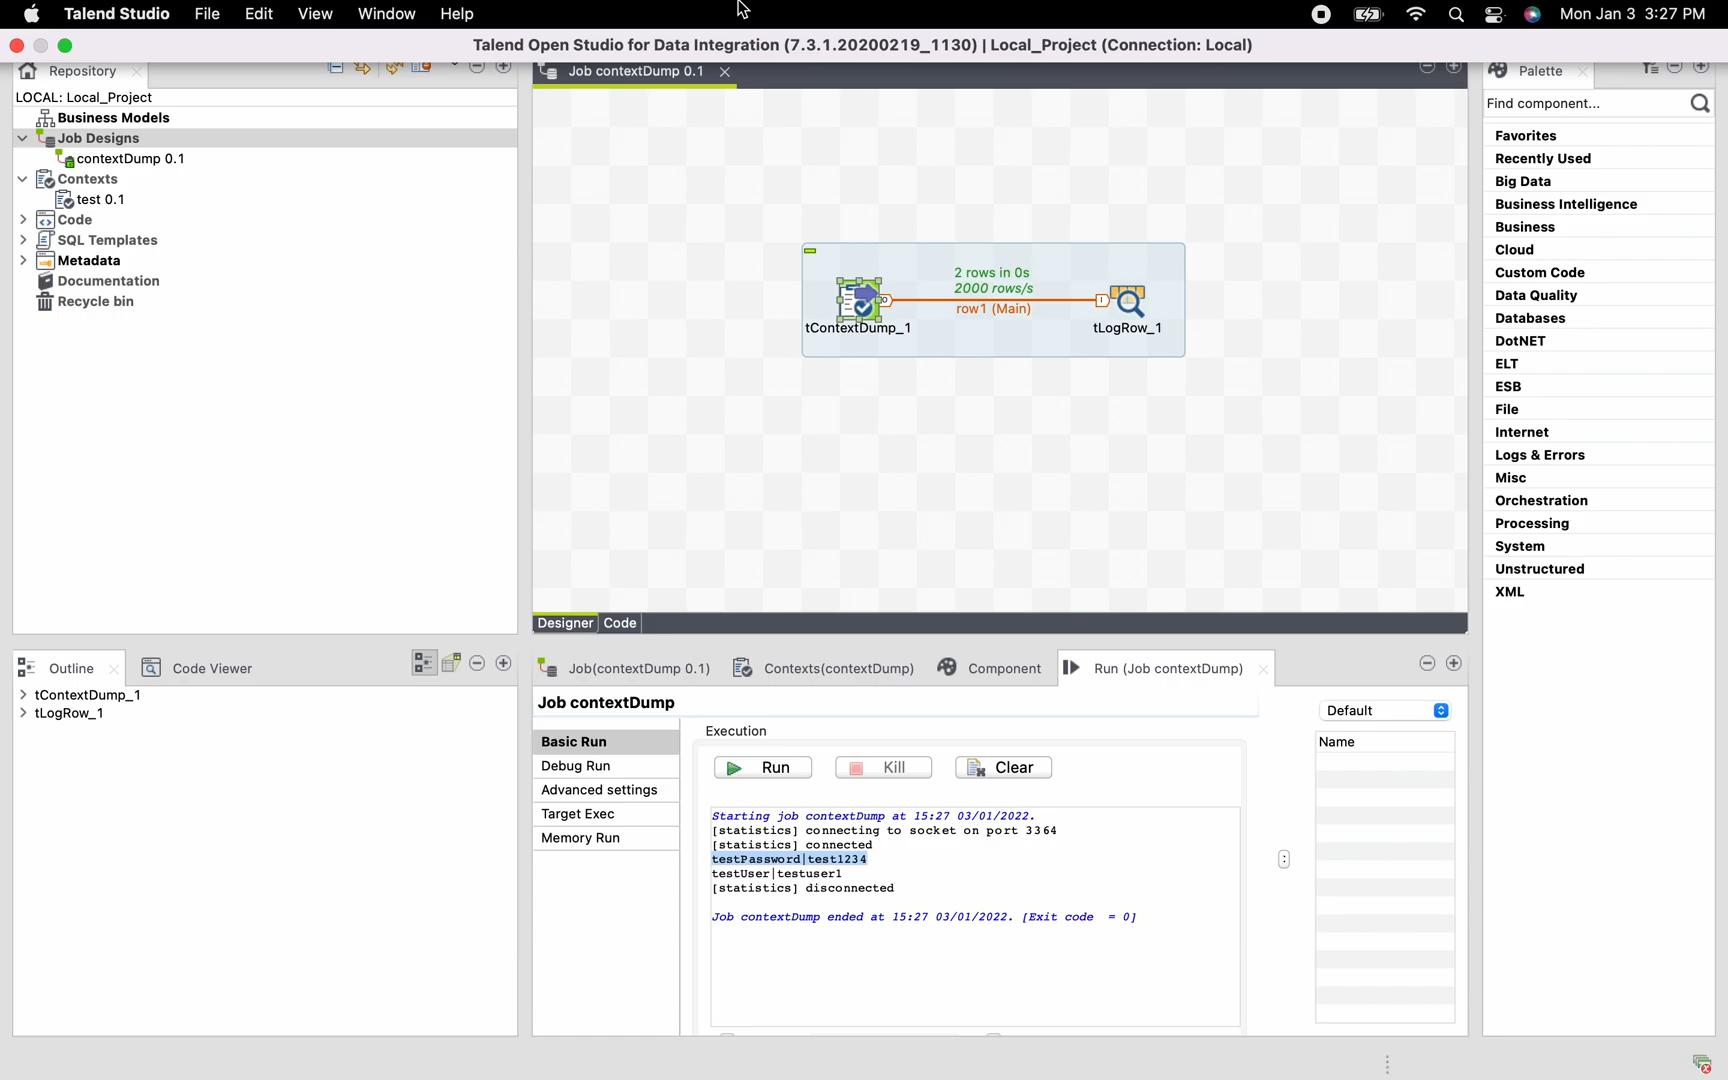 Talend Studio File Edit View Window Help Mon Jan 3 3:27 PM
Talend Open Studio for Data Integration (7.3.1.20200219_1130) | Local_Project (Connection: Local)
Repository
LOCAL: Local_Project
Business Models
Job Designs
contextDump 0.1
Contexts
test 0.1
Code
SQL Templates
Metadata
Documentation
Recycle bin
Job contextDump 0.1
2 rows in 0s
2000 rows/s
row1 (Main)
tContextDump_1
tLogRow_1
Designer Code
Palette
Find component...
Favorites
Recently Used
Big Data
Business Intelligence
Business
Cloud
Custom Code
Data Quality
Databases
DotNET
ELT
ESB
File
Internet
Logs & Errors
Misc
Orchestration
Processing
System
Unstructured
XML
Outline Code Viewer
tContextDump_1
tLogRow_1
Job(contextDump 0.1) Contexts(contextDump) Component Run (Job contextDump)
Job contextDump
Basic Run
Debug Run
Advanced settings
Target Exec
Memory Run
Execution
Run Kill Clear
Starting job contextDump at 15:27 03/01/2022.
[statistics] connecting to socket on port 3364
[statistics] connected
testPassword|test1234
testUser|testuser1
[statistics] disconnected
Job contextDump ended at 15:27 03/01/2022. [Exit code = 0]
Default
Name